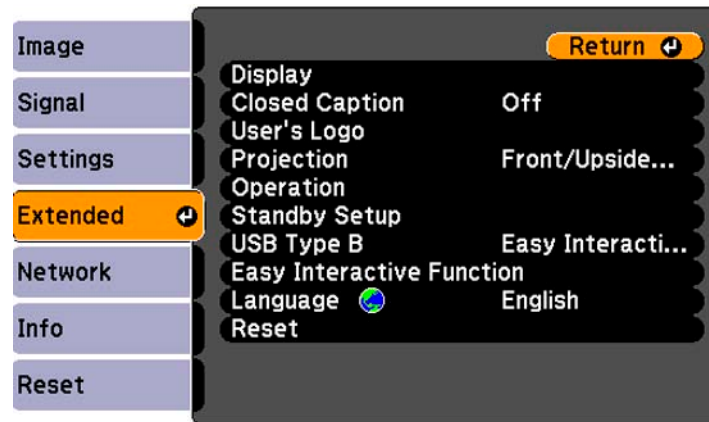 Image
Signal
Settings
Extended
Network
Info
Reset
Return
Display
Closed Caption Off
User's Logo
Projection Front/Upside...
Operation
Standby Setup
USB Type B Easy Interacti...
Easy Interactive Function
Language English
Reset